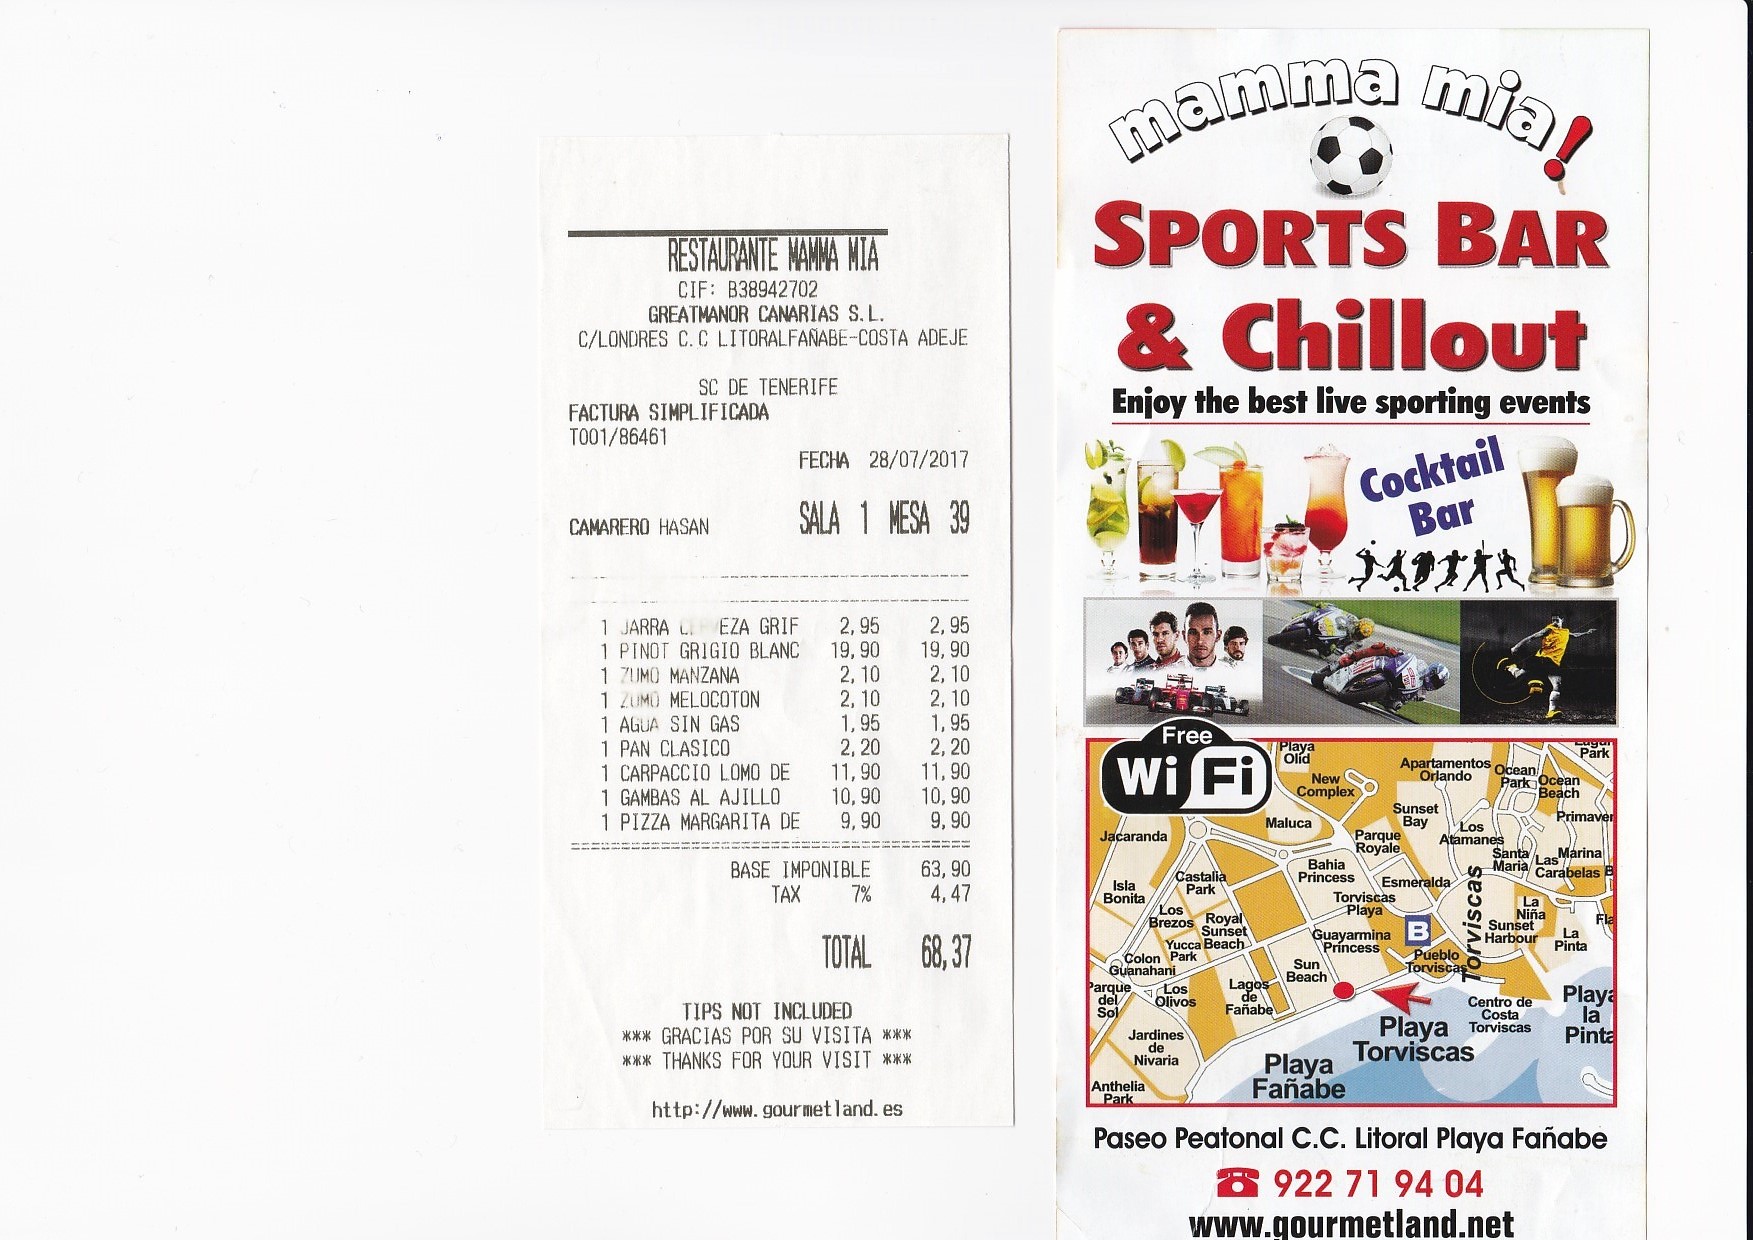 RESTAURANTE MAMMA MIA
CIF: B38942702
GREATMANOR CANARIAS S.L.
C/LONDRES C.C LITORALFAÑABE-COSTA ADEJE
SC DE TENERIFE
FACTURA SIMPLIFICADA
T001/86461
FECHA 28/07/2017
CAMARERO HASAN SALA 1 MESA 39
1 JARRA CERVEZA GRIF 2,95 2,95
1 PINOT GRIGIO BLANC 19,90 19,90
1 ZUMO MANZANA 2,10 2,10
1 ZUMO MELOCOTON 2,10 2,10
1 AGUA SIN GAS 1,95 1,95
1 PAN CLASICO 2,20 2,20
1 CARPACCIO LOMO DE 11,90 11,90
1 GAMBAS AL AJILLO 10,90 10,90
1 PIZZA MARGARITA DE 9,90 9,90
BASE IMPONIBLE 63,90
TAX 7% 4,47
TOTAL 68,37
TIPS NOT INCLUDED
*** GRACIAS POR SU VISITA ***
*** THANKS FOR YOUR VISIT ***
http://www.gourmetland.es
mamma mia!
SPORTS BAR
& Chillout
Enjoy the best live sporting events
Cocktail
Bar
Free
Wi Fi
Playa
Olid
New
Complex
Apartamentos
Orlando
Ocean
Park
Ocean
Beach
Park
Jacaranda
Maluca
Sunset
Bay
Parque
Royale
Los
Atamanes
Primaver
Santa
Maria
Las
Carabelas
Marina
B
Isla
Bonita
Castalia
Park
Bahia
Princess
Esmeralda
Torviscas
Playa
Torviscas
Los
Brezos
Royal
Sunset
Beach
Yucca
Park
Guayarmina
Princess
B
Pueblo
Torviscas
La
Niña
Sunset
Harbour
La
Pinta
Fla
Colon
Guanahani
Sun
Beach
Parque
del
Sol
Los
Olivos
Lagos
de
Fañabe
Centro de
Costa
Torviscas
Playa
la
Pinta
Jardines
de
Nivaria
Playa
Torviscas
Playa
Fañabe
Anthelia
Park
Paseo Peatonal C.C. Litoral Playa Fañabe
922 71 94 04
www.gourmetland.net